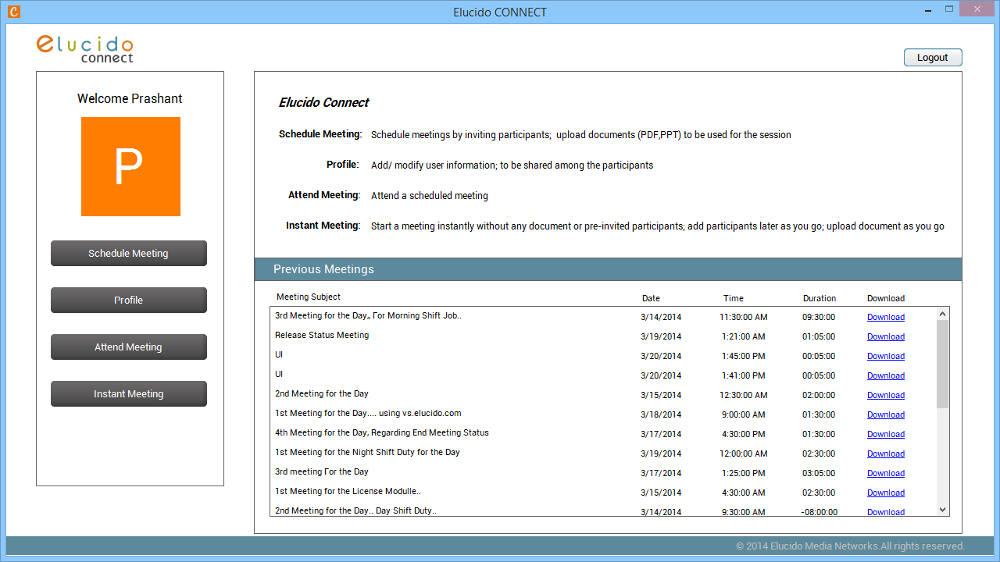 Elucido CONNECT
elucido
connect
Logout
Welcome Prashant
P
Schedule Meeting
Profile
Attend Meeting
Instant Meeting
Elucido Connect
Schedule Meeting: Schedule meetings by inviting participants; upload documents (PDF,PPT) to be used for the session
Profile: Add/ modify user information; to be shared among the participants
Attend Meeting: Attend a scheduled meeting
Instant Meeting: Start a meeting instantly without any document or pre-invited participants; add participants later as you go; upload document as you go
Previous Meetings
Meeting Subject Date Time Duration Download
3rd Meeting for the Day,, For Morning Shift Job.. 3/14/2014 11:30:00 AM 09:30:00 Download
Release Status Meeting 3/19/2014 1:21:00 AM 01:05:00 Download
UI 3/20/2014 1:45:00 PM 00:05:00 Download
UI 3/20/2014 1:41:00 PM 00:05:00 Download
2nd Meeting for the Day 3/15/2014 12:30:00 AM 02:00:00 Download
1st Meeting for the Day.... using vs.elucido.com 3/18/2014 9:00:00 AM 01:30:00 Download
4th Meeting for the Day, Regarding End Meeting Status 3/17/2014 4:30:00 PM 01:30:00 Download
1st Meeting for the Night Shift Duty for the Day 3/19/2014 12:00:00 AM 02:30:00 Download
3rd meeting For the Day 3/17/2014 1:25:00 PM 03:05:00 Download
1st Meeting for the License Modulle.. 3/15/2014 4:30:00 AM 02:30:00 Download
2nd Meeting for the Day.. Day Shift Duty.. 3/14/2014 9:30:00 AM -08:00:00 Download
© 2014 Elucido Media Networks.All rights reserved.